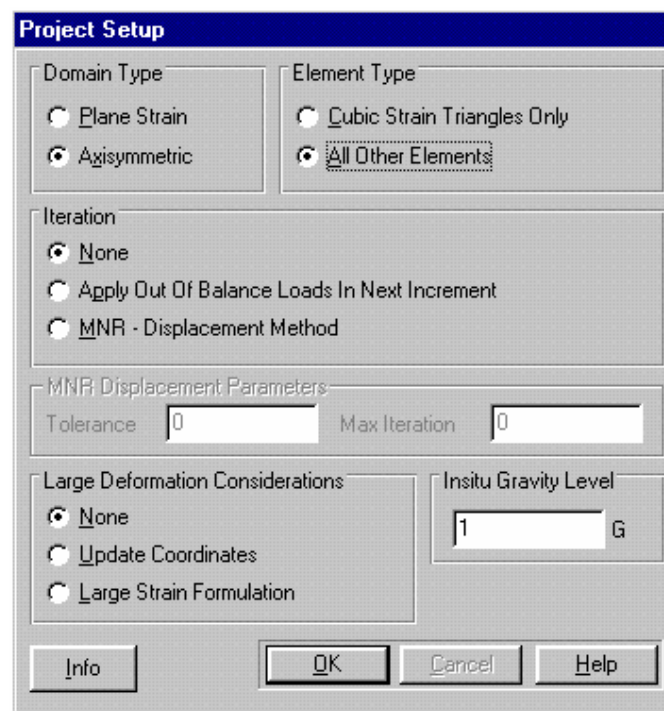 Project Setup
Domain Type
Plane Strain
Axisymmetric
Element Type
Cubic Strain Triangles Only
All Other Elements
Iteration
None
Apply Out Of Balance Loads In Next Increment
MNR - Displacement Method
MNR Displacement Parameters
Tolerance 0 Max Iteration 0
Large Deformation Considerations
None
Update Coordinates
Large Strain Formulation
Insitu Gravity Level
1 G
Info OK Cancel Help